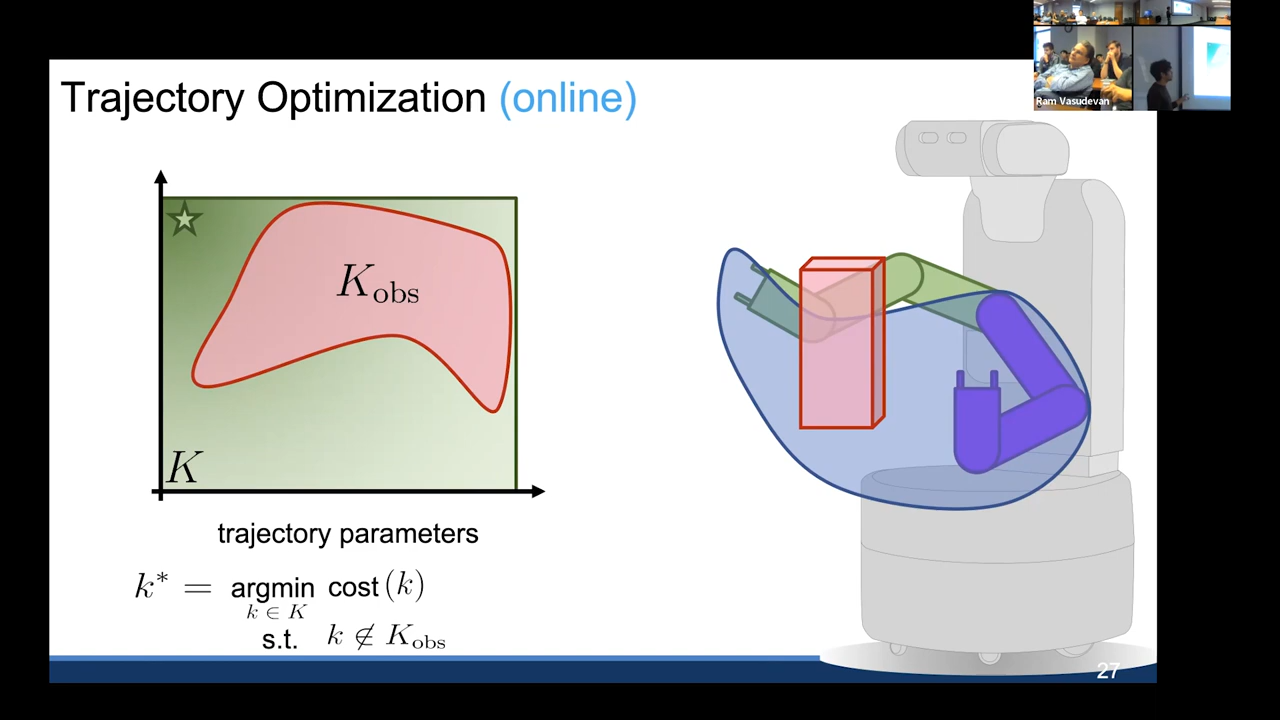 Trajectory Optimization (online)
Ram Vasudevan
K_obs
K
trajectory parameters
k* = argmin cost (k)
k ∈ K
s.t. k ∉ K_obs
27